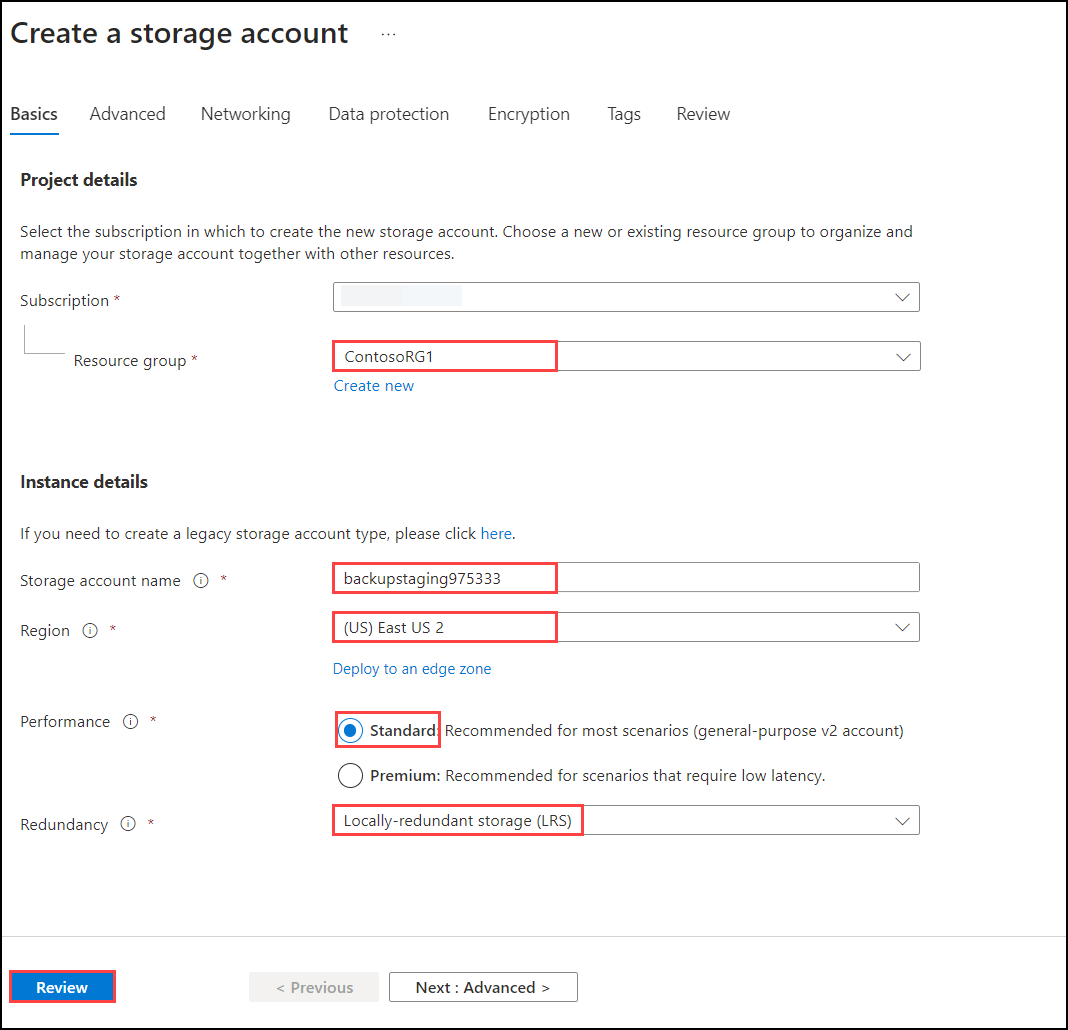 Create a storage account ...
Basics Advanced Networking Data protection Encryption Tags Review
Project details
Select the subscription in which to create the new storage account. Choose a new or existing resource group to organize and
manage your storage account together with other resources.
Subscription *
Resource group * ContosoRG1
Create new
Instance details
If you need to create a legacy storage account type, please click here.
Storage account name * backupstaging975333
Region * (US) East US 2
Deploy to an edge zone
Performance * Standard: Recommended for most scenarios (general-purpose v2 account)
Premium: Recommended for scenarios that require low latency.
Redundancy * Locally-redundant storage (LRS)
Review < Previous Next : Advanced >